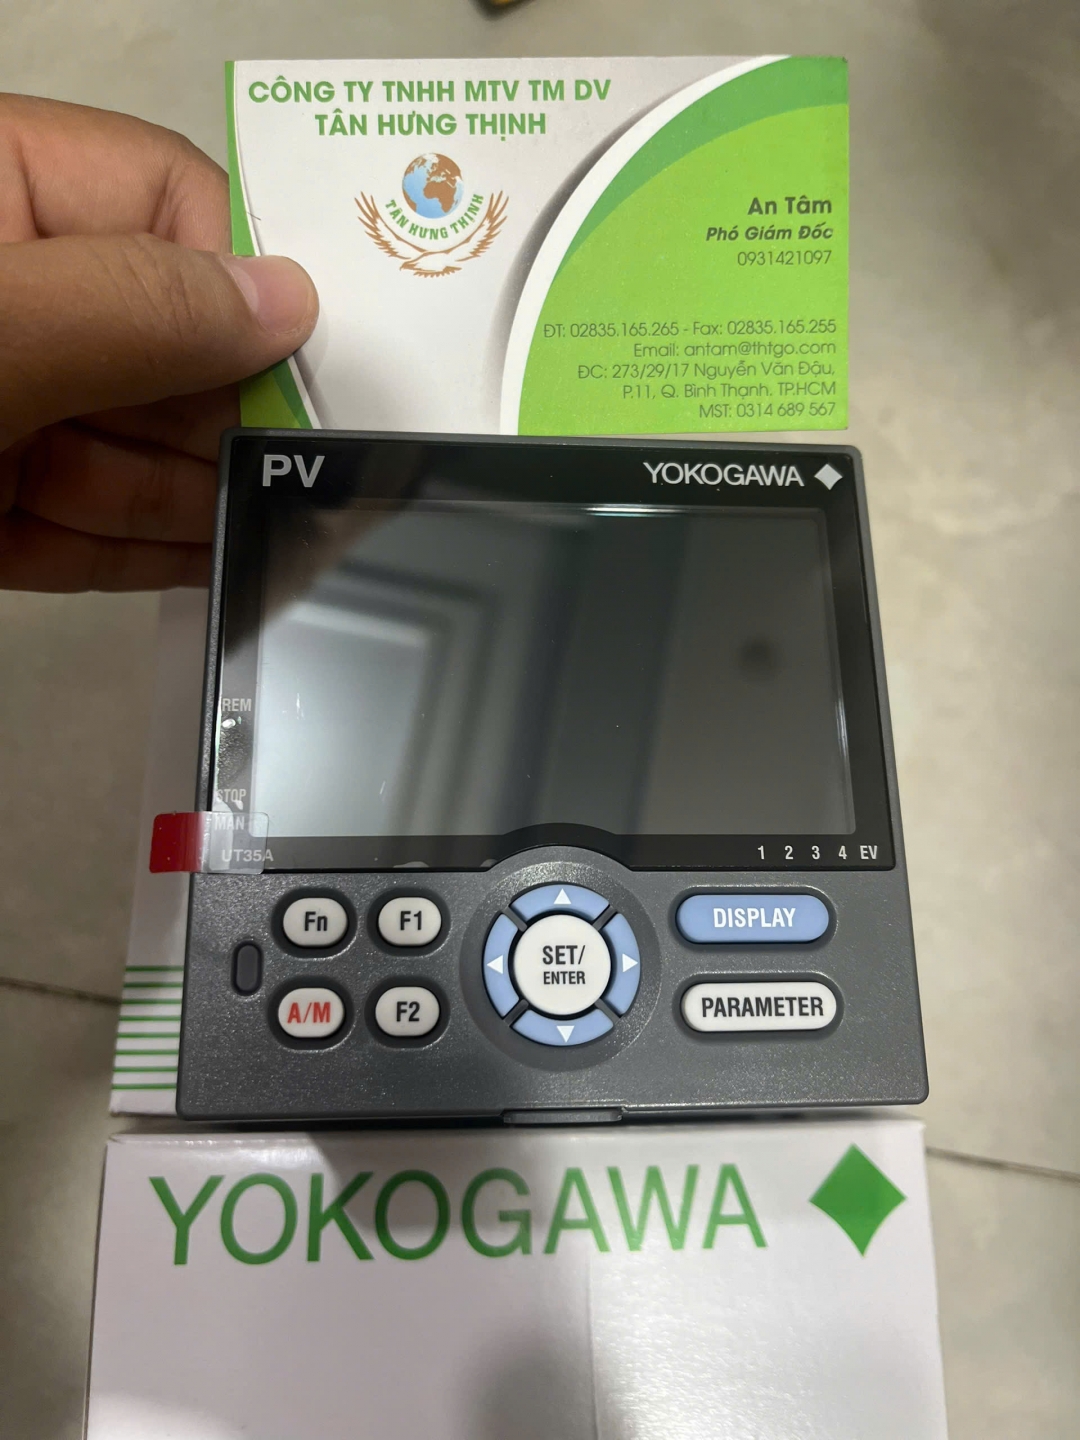 CÔNG TY TNHH MTV TM DV
TÂN HƯNG THỊNH
TÂN HƯNG THỊNH
An Tâm
Phó Giám Đốc
0931421097
ĐT: 02835.165.265 - Fax: 02835.165.255
Email: antam@thtgo.com
ĐC: 273/29/17 Nguyễn Văn Đậu,
P.11, Q. Bình Thạnh. TP.HCM
MST: 0314 689 567
PV YOKOGAWA
REM
STOP
MAN
UT35A 1 2 3 4 EV
Fn F1 SET/ DISPLAY
ENTER
A/M F2 PARAMETER
YOKOGAWA